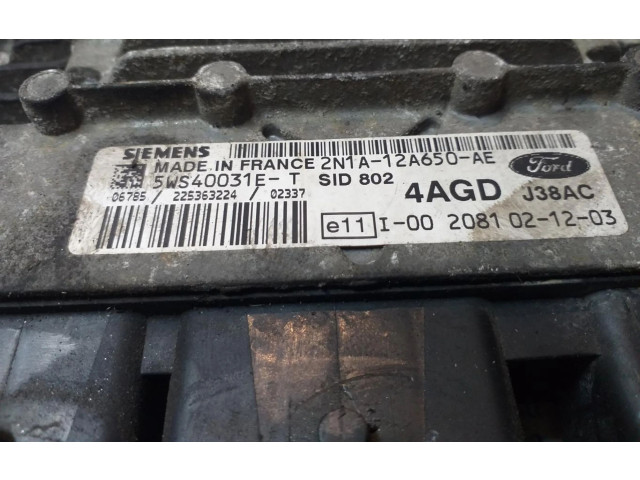 SIEMENS
MADE IN FRANCE 2N1A-12A650-AE
Ford
5WS40031E- T SID 802 4AGD J38AC
06785 / 225363224 / 02337
e11 I-00 2081 02-12-03